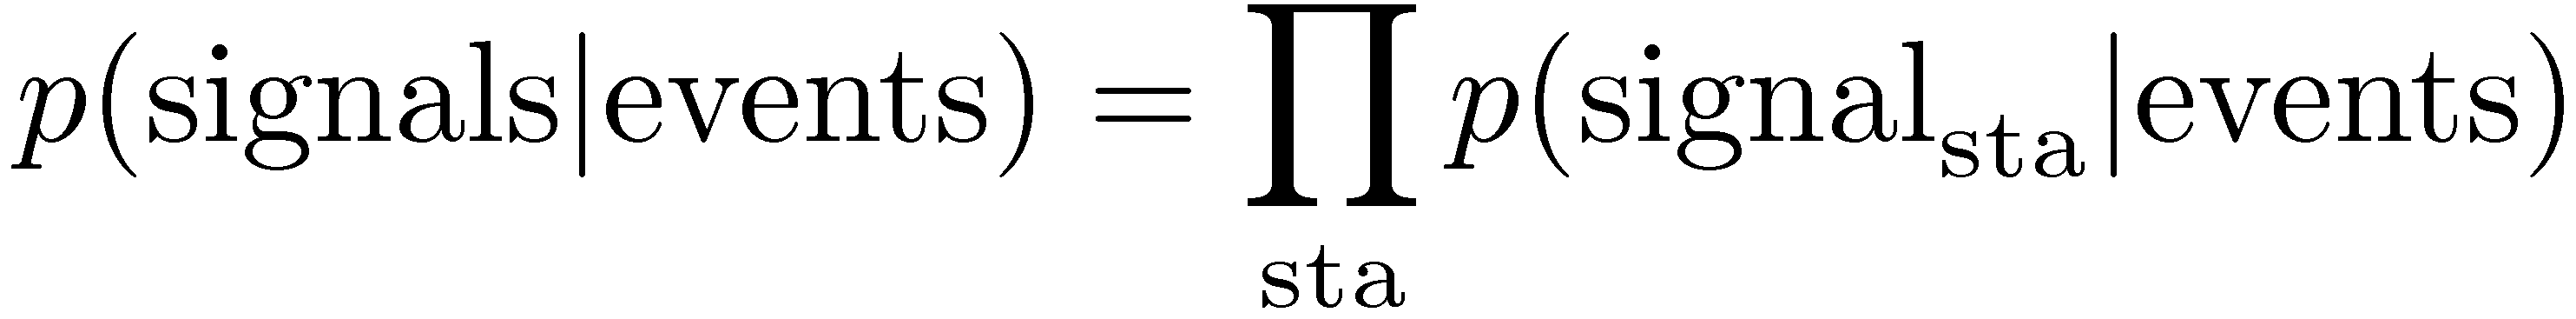 p(signals|events) = ∏ p(signal_sta|events)
sta